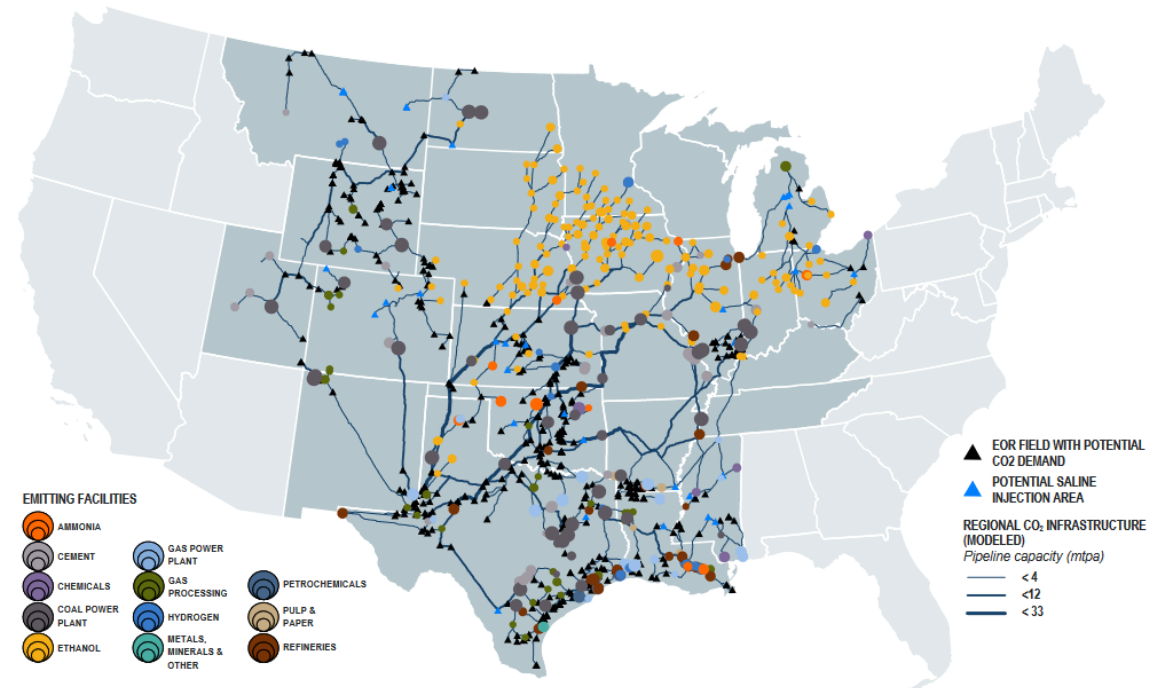 EOR FIELD WITH POTENTIAL
CO2 DEMAND
POTENTIAL SALINE
INJECTION AREA
REGIONAL CO₂ INFRASTRUCTURE
(MODELED)
Pipeline capacity (mtpa)
< 4
<12
< 33
EMITTING FACILITIES
AMMONIA
CEMENT
CHEMICALS
COAL POWER
PLANT
ETHANOL
GAS POWER
PLANT
GAS
PROCESSING
HYDROGEN
METALS,
MINERALS &
OTHER
PETROCHEMICALS
PULP &
PAPER
REFINERIES